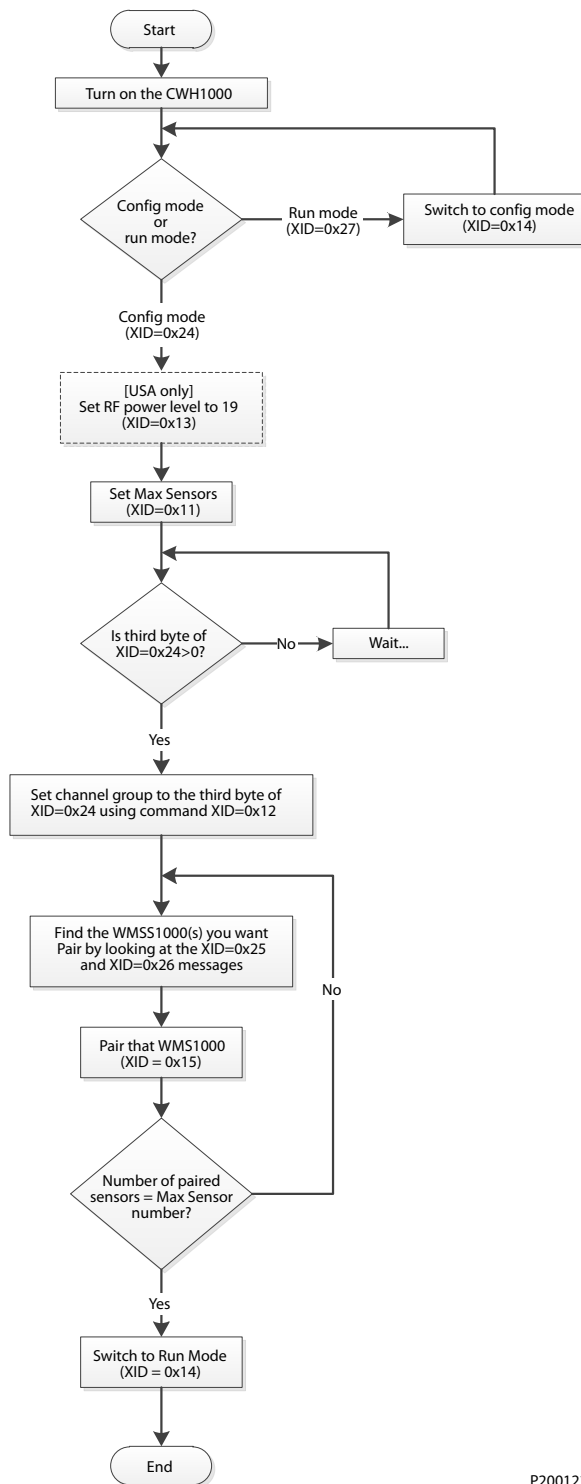 Start
Turn on the CWH1000
Config mode
or
run mode?
Run mode
(XID=0x27)
Switch to config mode
(XID=0x14)
Config mode
(XID=0x24)
[USA only]
Set RF power level to 19
(XID=0x13)
Set Max Sensors
(XID=0x11)
Is third byte of
XID=0x24>0?
No
Wait...
Yes
Set channel group to the third byte of
XID=0x24 using command XID=0x12
Find the WMSS1000(s) you want
Pair by looking at the XID=0x25
and XID=0x26 messages
No
Pair that WMS1000
(XID = 0x15)
Number of paired
sensors = Max Sensor
number?
Yes
Switch to Run Mode
(XID = 0x14)
End
P20012